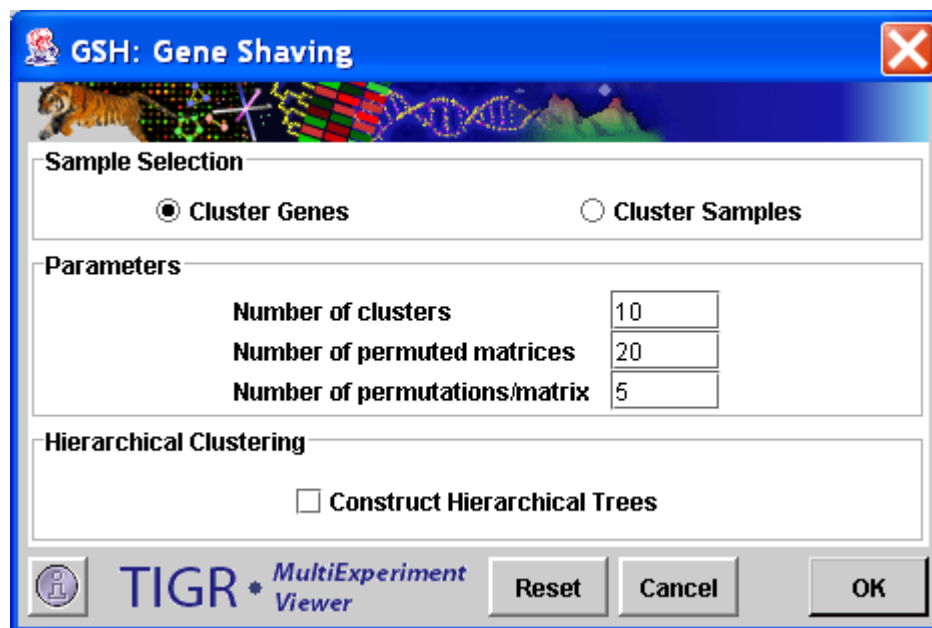 GSH: Gene Shaving
Sample Selection
Cluster Genes Cluster Samples
Parameters
Number of clusters 10
Number of permuted matrices 20
Number of permutations/matrix 5
Hierarchical Clustering
Construct Hierarchical Trees
TIGR • MultiExperiment Viewer Reset Cancel OK